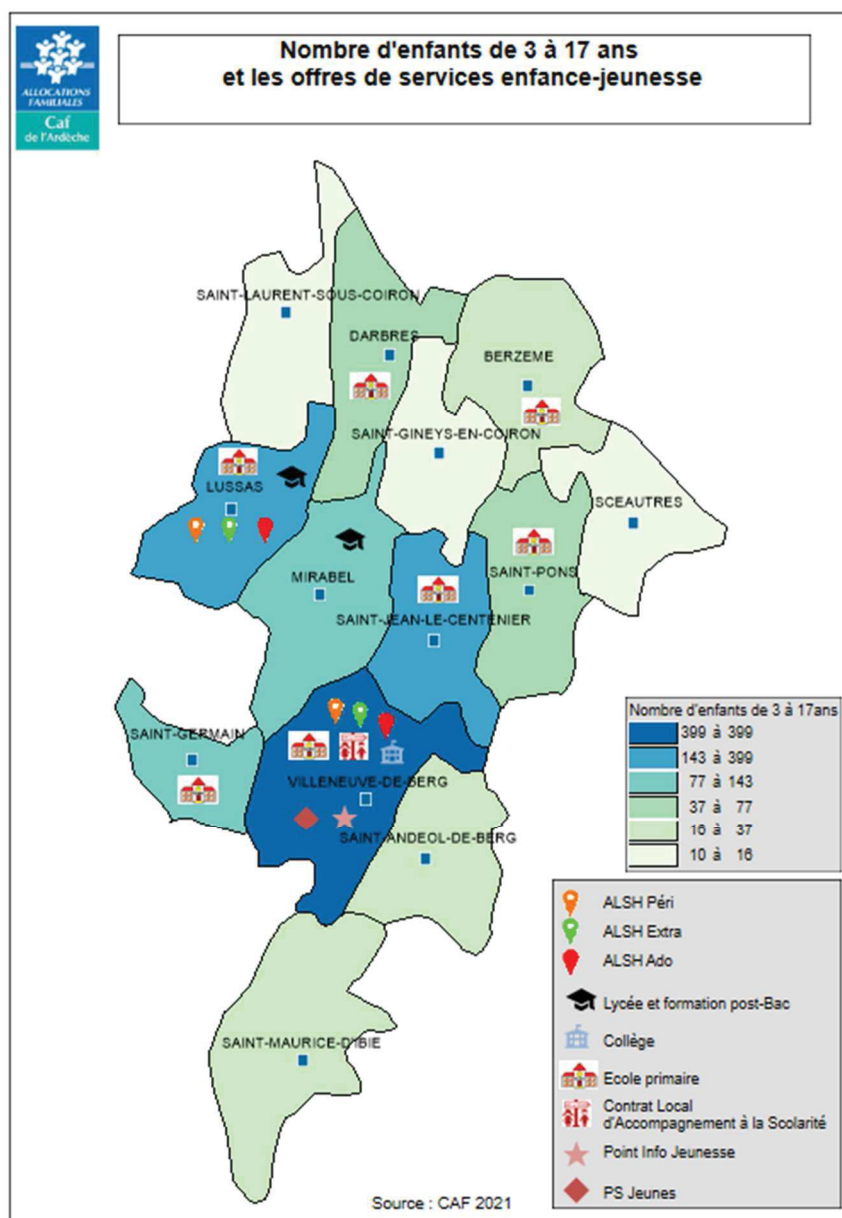 Nombre d'enfants de 3 à 17 ans
et les offres de services enfance-jeunesse
ALLOCATIONS
FAMILIALES
Caf
de l'Ardèche
SAINT-LAURENT-SOUS-COIRON
DARBRES
BERZEME
SAINT-GINEYS-EN-COIRON
LUSSAS
SCEAUTRES
MIRABEL
SAINT-PONS
SAINT-JEAN-LE-CENTENIER
SAINT-GERMAIN
VILLENEUVE-DE-BERG
SAINT-ANDEOL-DE-BERG
SAINT-MAURICE-D'IBIE
Nombre d'enfants de 3 à 17ans
399 à 399
143 à 399
77 à 143
37 à 77
16 à 37
10 à 16
ALSH Péri
ALSH Extra
ALSH Ado
Lycée et formation post-Bac
Collège
Ecole primaire
Contrat Local
d'Accompagnement à la Scolarité
Point Info Jeunesse
PS Jeunes
Source : CAF 2021